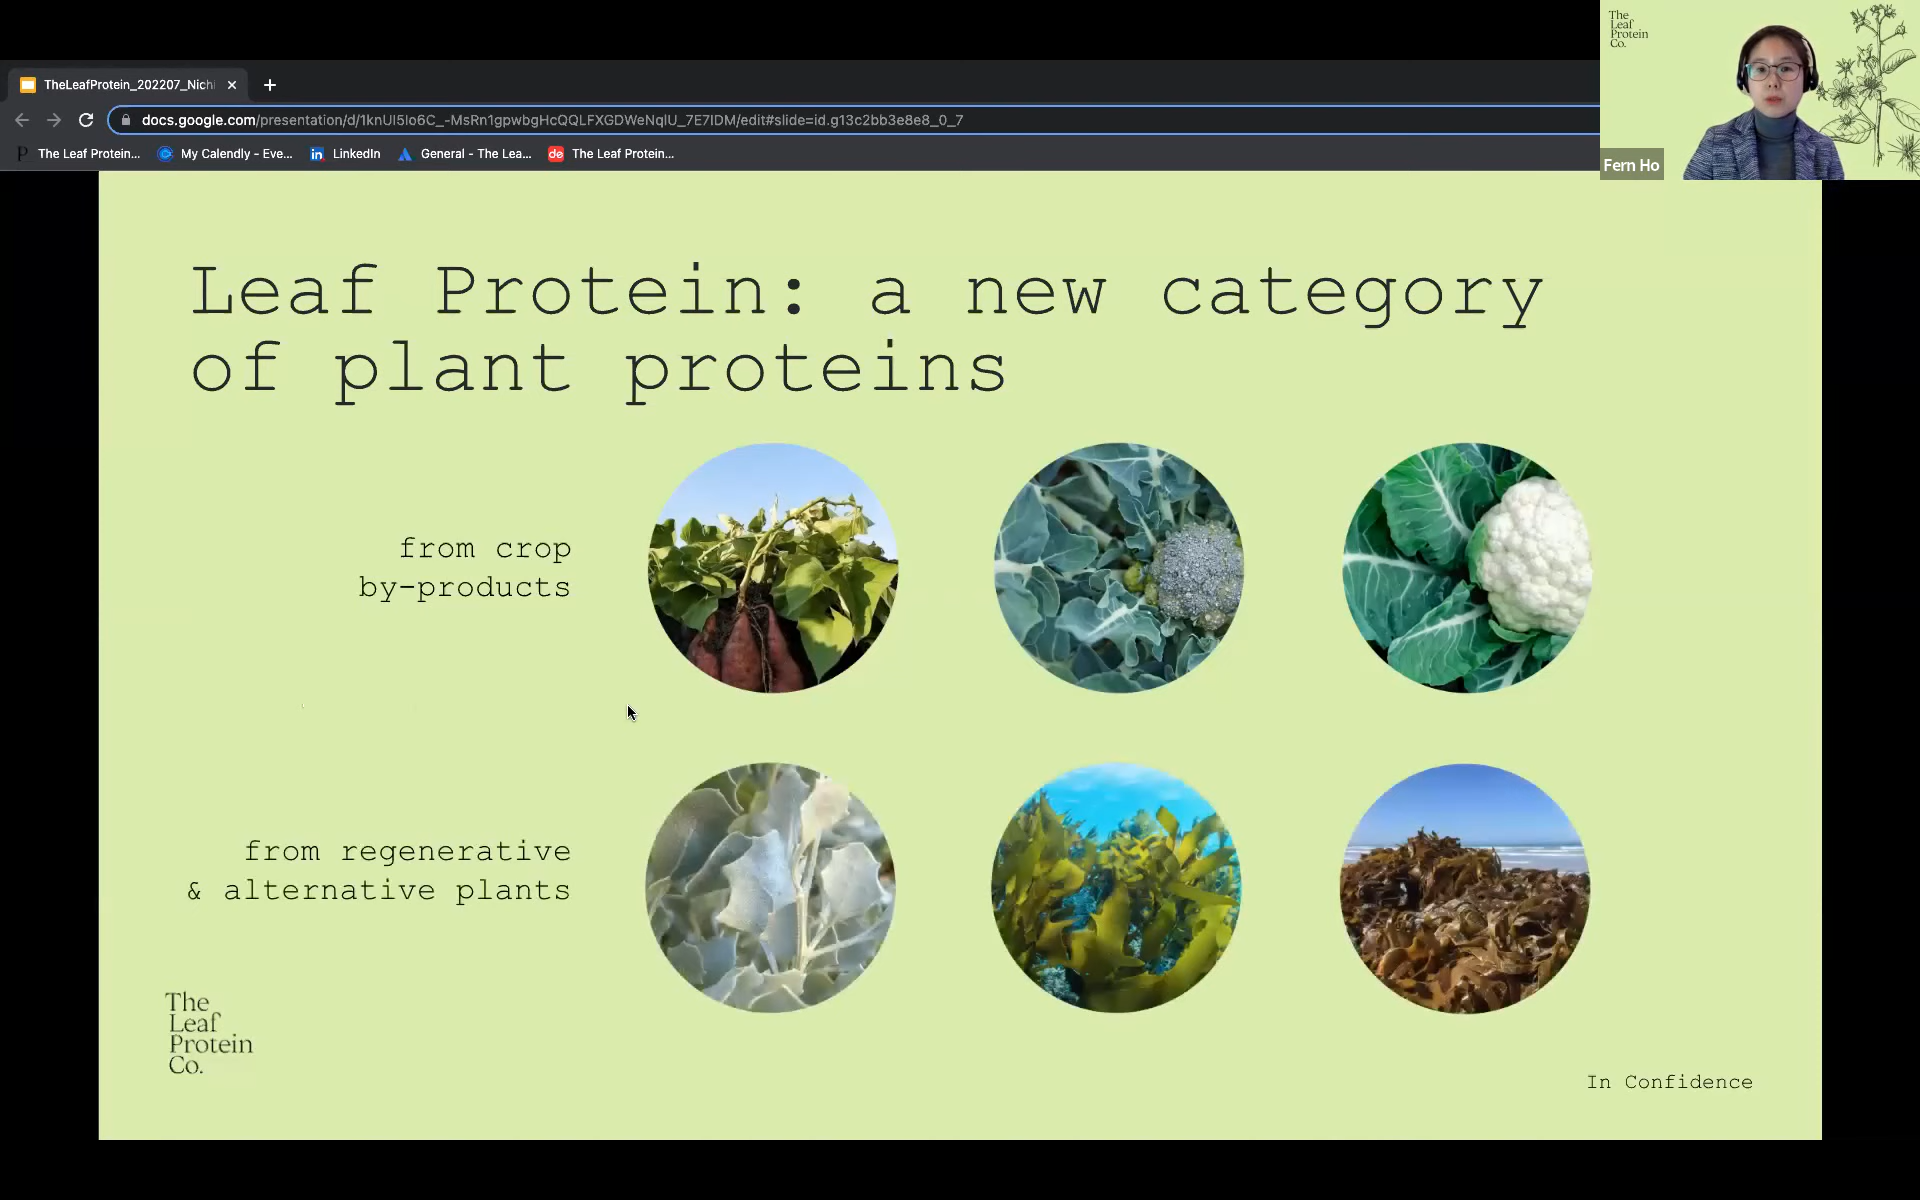 The
Leaf
Protein
Co.
Fern Ho
TheLeafProtein_202207_Nichi
docs.google.com/presentation/d/1knUI5Io6C_-MsRn1gpwbgHcQQLFXGDWeNqlU_7E7IDM/edit#slide=id.g13c2bb3e8e8_0_7
The Leaf Protein...
My Calendly - Eve...
LinkedIn
General - The Lea...
The Leaf Protein...
Leaf Protein: a new category
of plant proteins
from crop
by-products
from regenerative
& alternative plants
The
Leaf
Protein
Co.
In Confidence